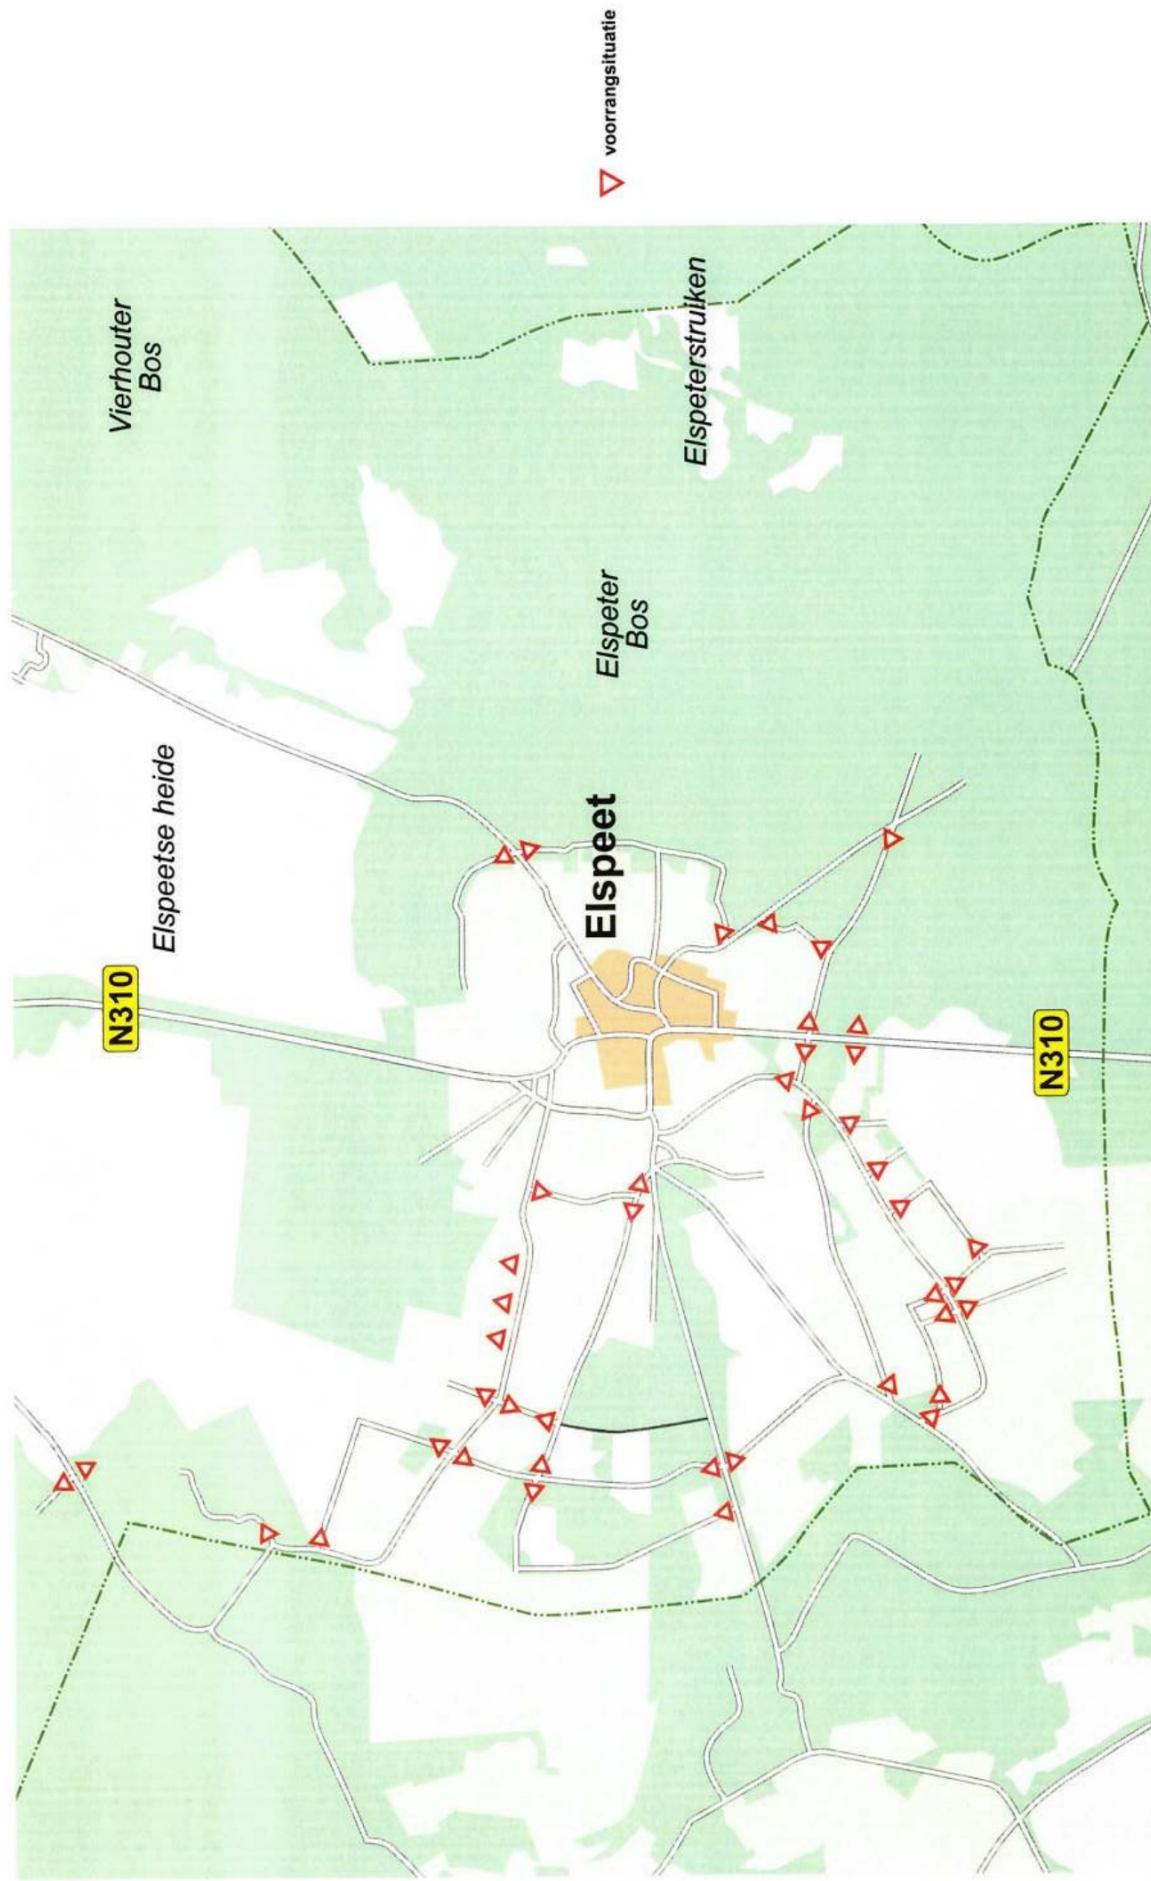 Vierhouter
Bos
Elspeetse heide
N310
Elspeet
Elspeter
Bos
Elspeterstruiken
N310
voorrangsituatie